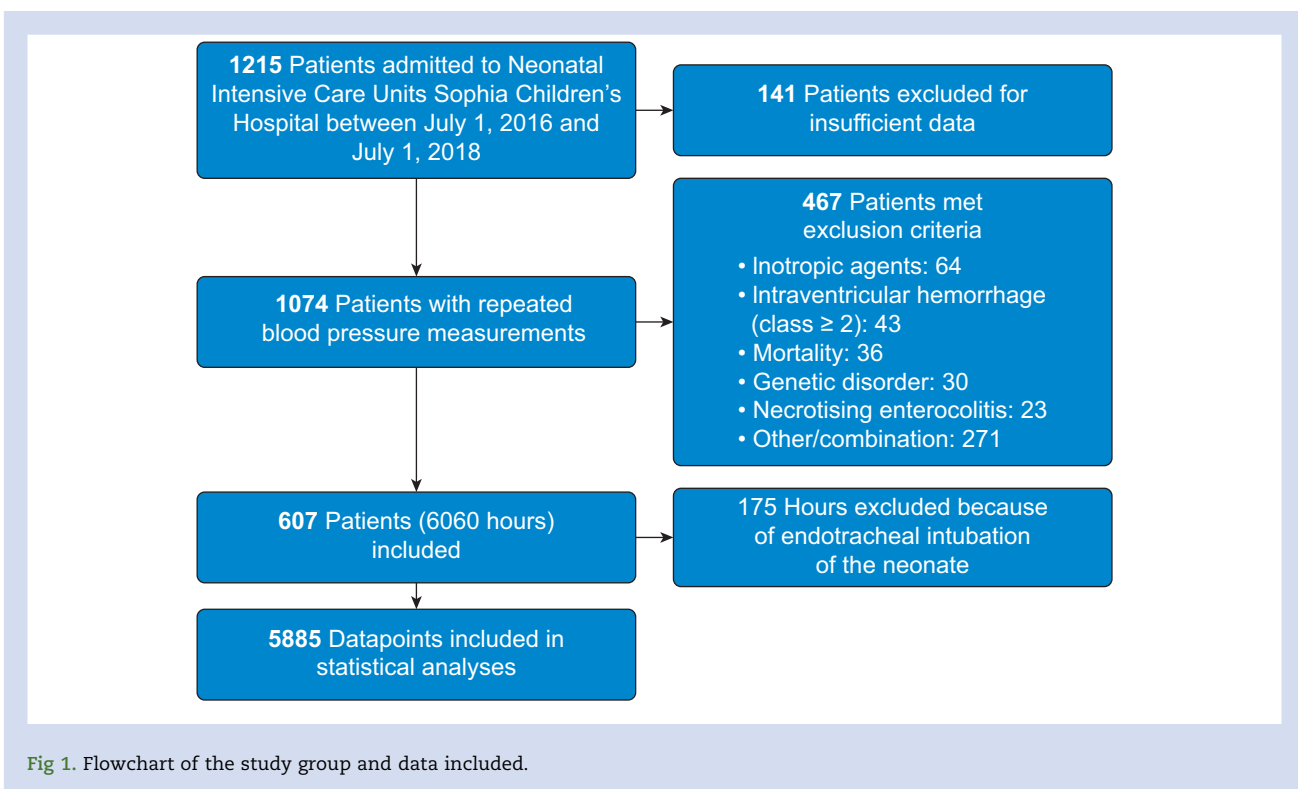 1215 Patients admitted to Neonatal
Intensive Care Units Sophia Children's
Hospital between July 1, 2016 and
July 1, 2018
141 Patients excluded for
insufficient data
467 Patients met
exclusion criteria
• Inotropic agents: 64
• Intraventricular hemorrhage
(class ≥ 2): 43
• Mortality: 36
• Genetic disorder: 30
• Necrotising enterocolitis: 23
• Other/combination: 271
1074 Patients with repeated
blood pressure measurements
607 Patients (6060 hours)
included
175 Hours excluded because
of endotracheal intubation
of the neonate
5885 Datapoints included in
statistical analyses
Fig 1. Flowchart of the study group and data included.